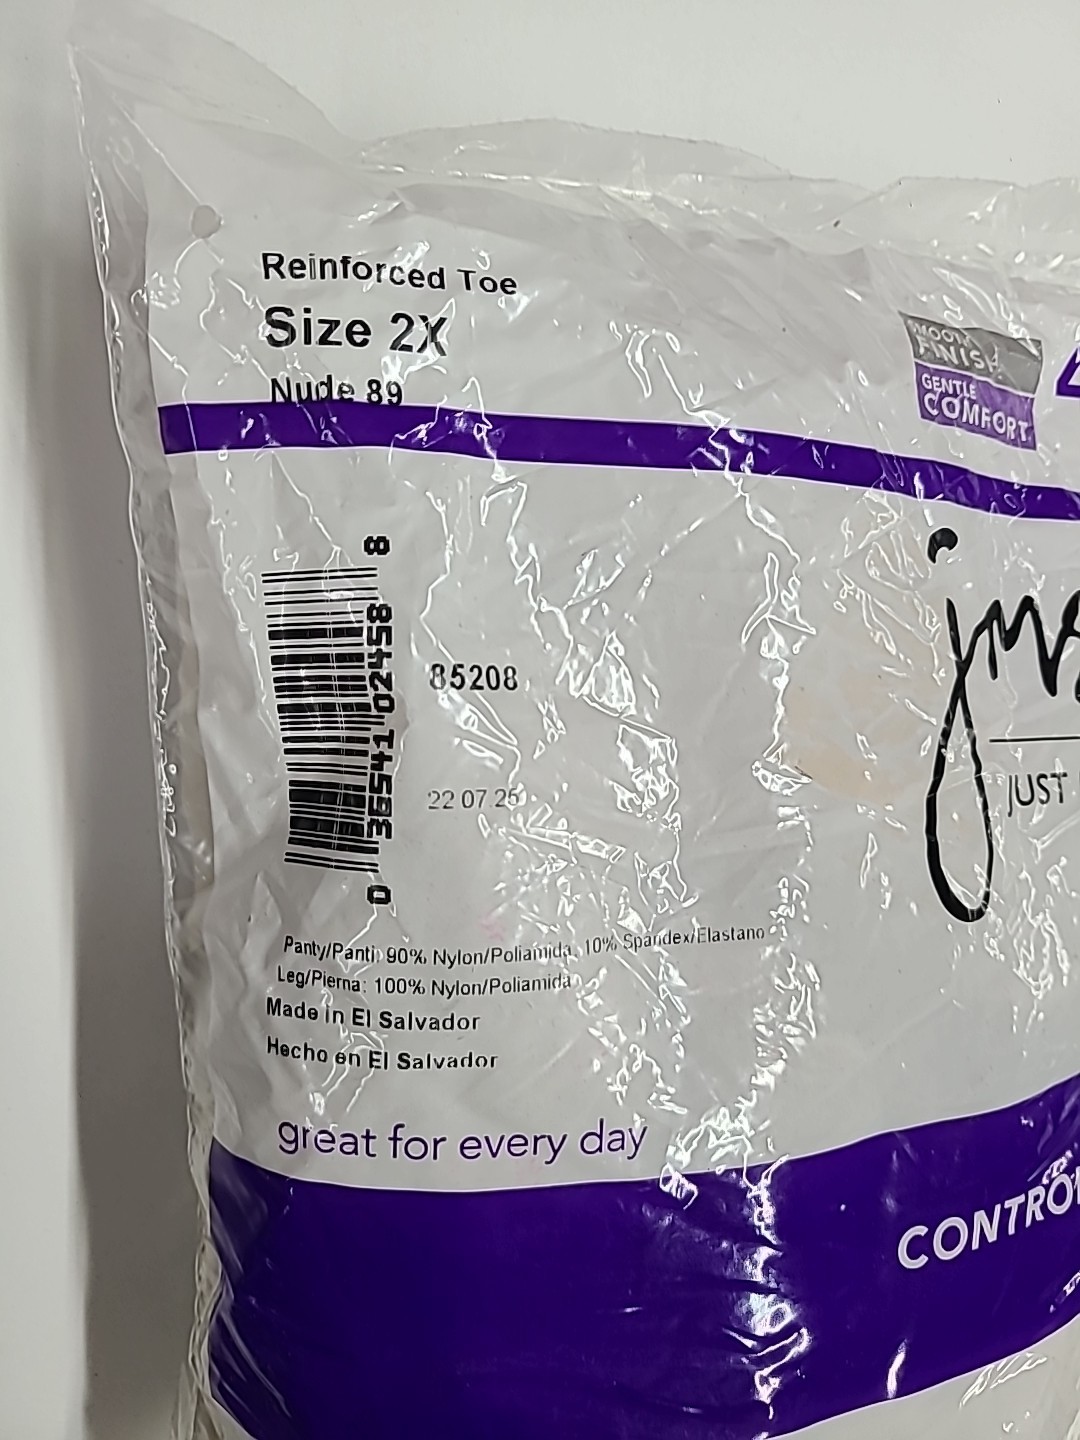 Reinforced Toe
Size 2X
Nude 89
SMOOTH
FINISH
GENTLE
COMFORT
8
0 36541 02458
85208
22 07 25
JUST
Panty/Panti: 90% Nylon/Poliamida, 10% Spandex/Elastano
Leg/Pierna: 100% Nylon/Poliamida
Made in El Salvador
Hecho en El Salvador
great for every day